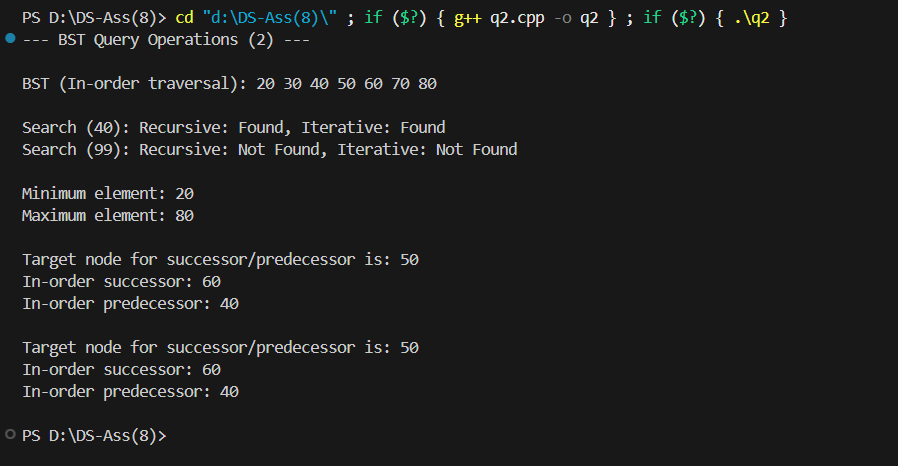 PS D:\DS-Ass(8)> cd "d:\DS-Ass(8)\" ; if ($?) { g++ q2.cpp -o q2 } ; if ($?) { .\q2 }
--- BST Query Operations (2) ---
BST (In-order traversal): 20 30 40 50 60 70 80
Search (40): Recursive: Found, Iterative: Found
Search (99): Recursive: Not Found, Iterative: Not Found
Minimum element: 20
Maximum element: 80
Target node for successor/predecessor is: 50
In-order successor: 60
In-order predecessor: 40
Target node for successor/predecessor is: 50
In-order successor: 60
In-order predecessor: 40
PS D:\DS-Ass(8)>